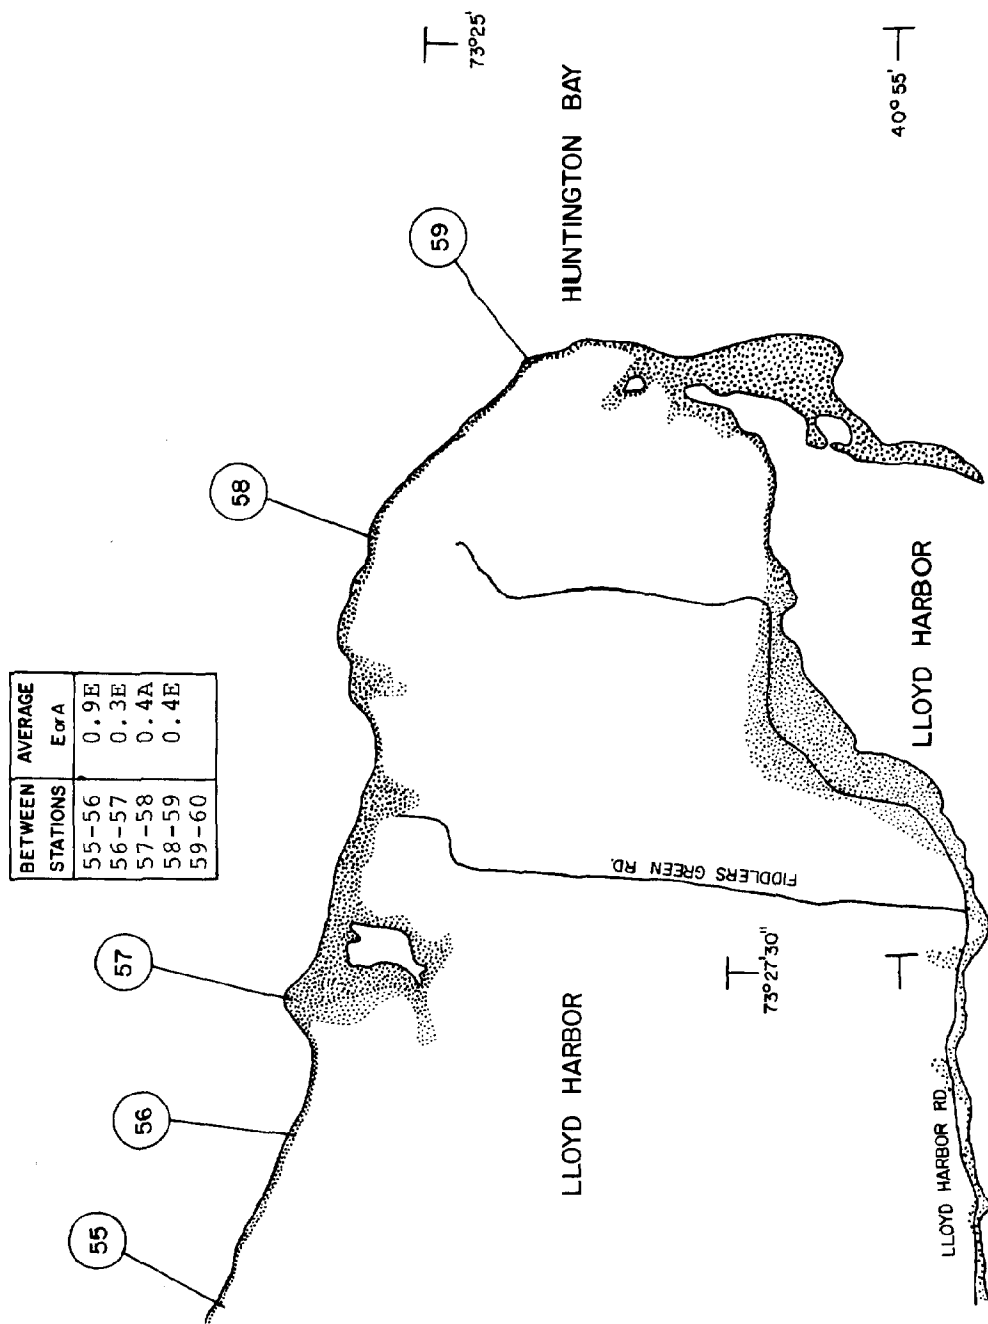 BETWEEN STATIONS AVERAGE E or A
55-56 0.9E
56-57 0.3E
57-58 0.4A
58-59 0.4E
59-60
55
56
57
58
59
73°25'
HUNTINGTON BAY
40°55'
FIDDLERS GREEN RD.
LLOYD HARBOR
73°27'30"
LLOYD HARBOR
LLOYD HARBOR RD.